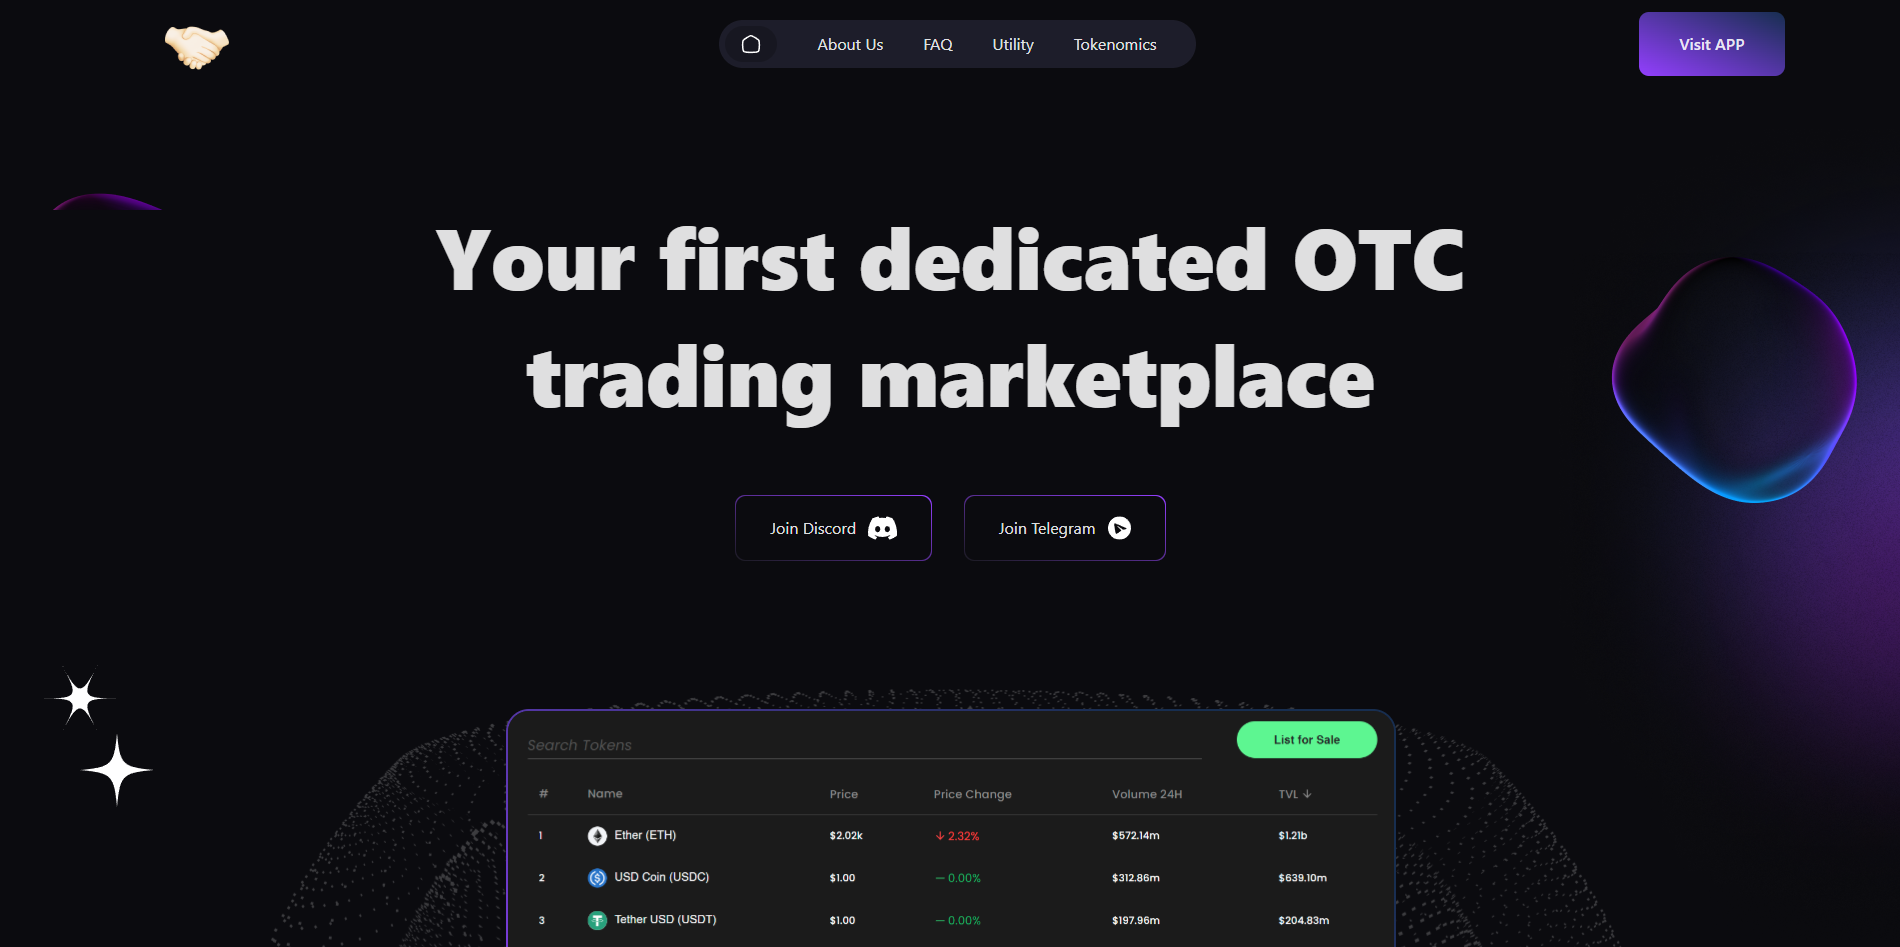 About Us FAQ Utility Tokenomics
Visit APP
Your first dedicated OTC
trading marketplace
Join Discord
Join Telegram
Search Tokens
List for Sale
# Name Price Price Change Volume 24H TVL ↓
1 Ether (ETH) $2.02k ↓ 2.32% $572.14m $1.21b
2 USD Coin (USDC) $1.00 — 0.00% $312.86m $639.10m
3 Tether USD (USDT) $1.00 — 0.00% $197.96m $204.83m